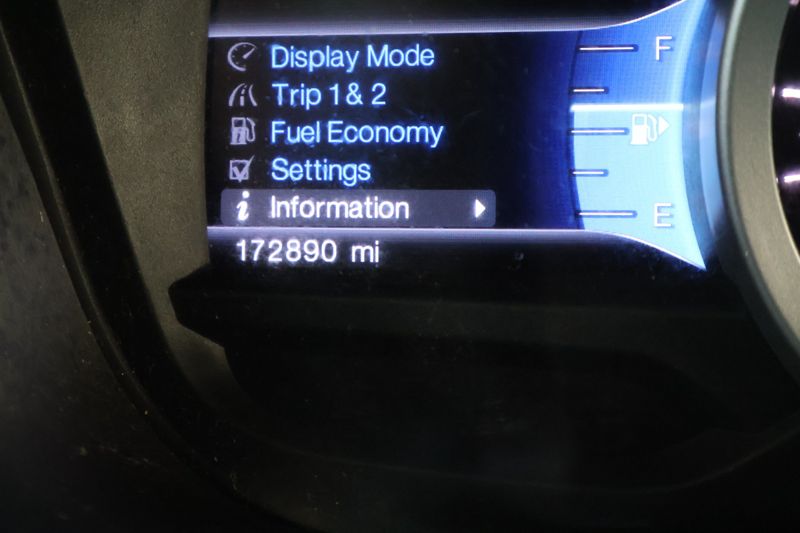 Display Mode
Trip 1 & 2
Fuel Economy
Settings
i Information
172890 mi
F
E